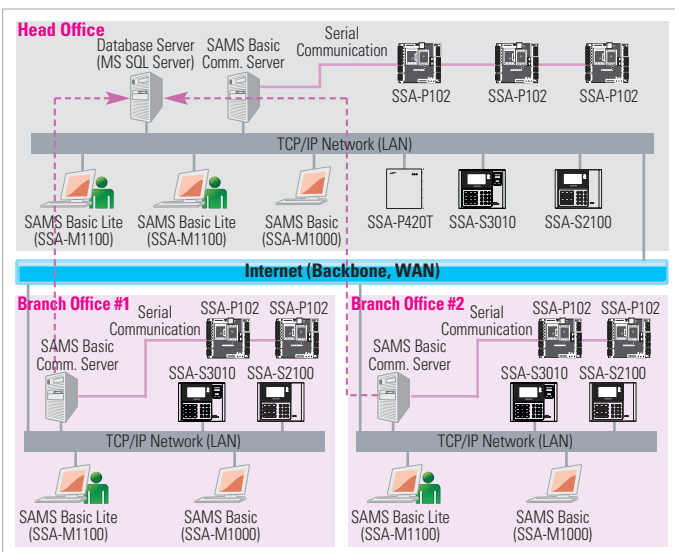 Head Office
Database Server
(MS SQL Server)
SAMS Basic
Comm. Server
Serial
Communication
SSA-P102
SSA-P102
SSA-P102
TCP/IP Network (LAN)
SAMS Basic Lite
(SSA-M1100)
SAMS Basic Lite
(SSA-M1100)
SAMS Basic
(SSA-M1000)
SSA-P420T
SSA-S3010
SSA-S2100
Internet (Backbone, WAN)
Branch Office #1
Serial
Communication
SSA-P102
SSA-P102
SAMS Basic
Comm. Server
SSA-S3010
SSA-S2100
TCP/IP Network (LAN)
SAMS Basic Lite
(SSA-M1100)
SAMS Basic
(SSA-M1000)
Branch Office #2
Serial
Communication
SSA-P102
SSA-P102
SAMS Basic
Comm. Server
SSA-S3010
SSA-S2100
TCP/IP Network (LAN)
SAMS Basic Lite
(SSA-M1100)
SAMS Basic
(SSA-M1000)